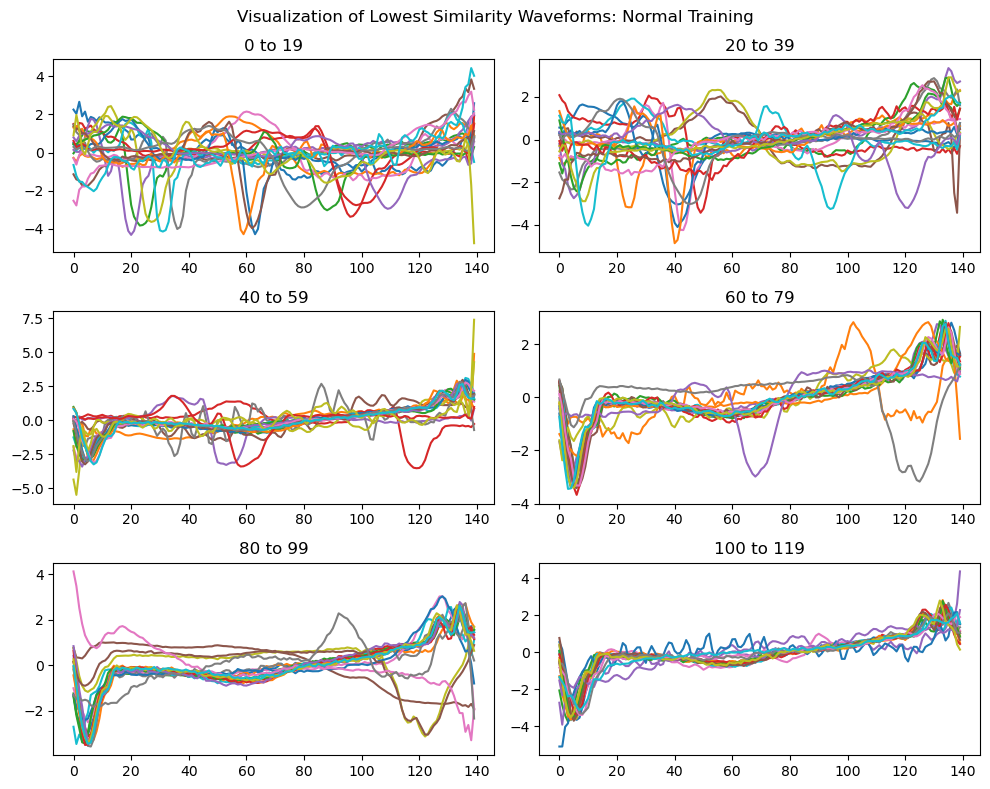 Visualization of Lowest Similarity Waveforms: Normal Training
0 to 19
4
2
0
−2
−4
0 20 40 60 80 100 120 140
20 to 39
2
0
−2
−4
0 20 40 60 80 100 120 140
40 to 59
7.5
5.0
2.5
0.0
−2.5
−5.0
0 20 40 60 80 100 120 140
60 to 79
2
0
−2
−4
0 20 40 60 80 100 120 140
80 to 99
4
2
0
−2
0 20 40 60 80 100 120 140
100 to 119
4
2
0
−2
−4
0 20 40 60 80 100 120 140